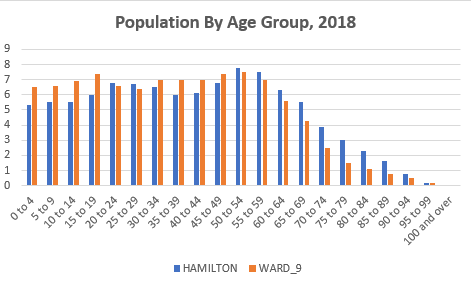 Population By Age Group, 2018
9
8
7
6
5
4
3
2
1
0
0 to 4
5 to 9
10 to 14
15 to 19
20 to 24
25 to 29
30 to 34
35 to 39
40 to 44
45 to 49
50 to 54
55 to 59
60 to 64
65 to 69
70 to 74
75 to 79
80 to 84
85 to 89
90 to 94
95 to 99
100 and over
HAMILTON WARD_9